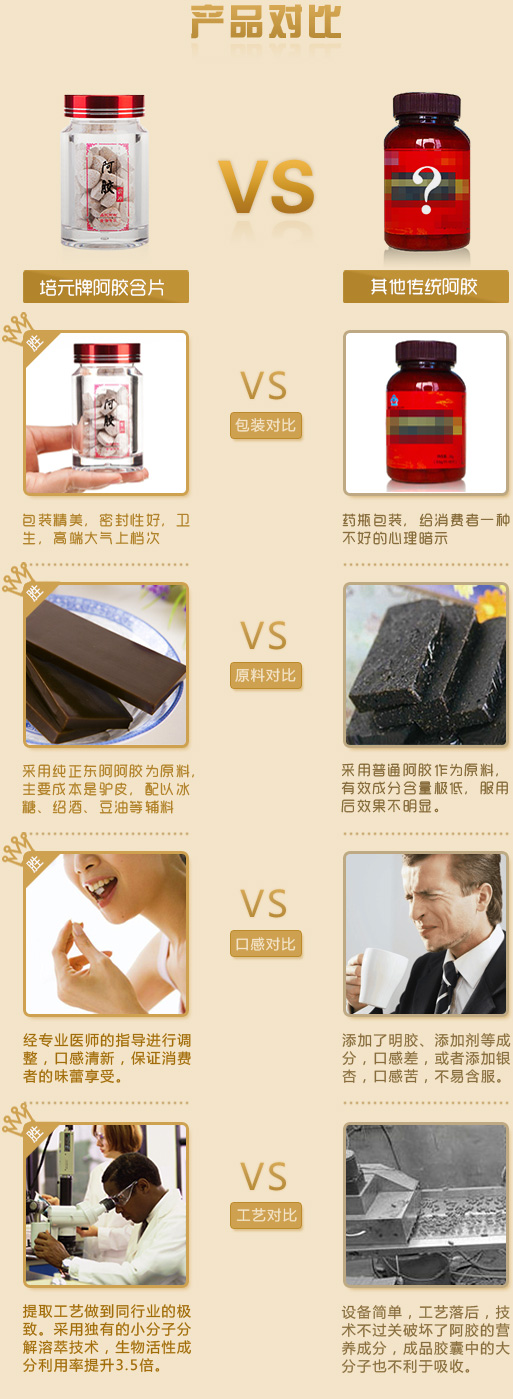 产品对比
阿胶
VS
?
培元牌阿胶含片
其他传统阿胶
胜
阿胶
VS
包装对比
包装精美，密封性好，卫
生，高端大气上档次
药瓶包装，给消费者一种
不好的心理暗示
胜
VS
原料对比
采用纯正东阿阿胶为原料，
主要成本是驴皮，配以冰
糖、绍酒、豆油等辅料
采用普通阿胶作为原料，
有效成分含量极低，服用
后效果不明显。
胜
VS
口感对比
经专业医师的指导进行调
整，口感清新，保证消费
者的味蕾享受。
添加了明胶、添加剂等成
分，口感差，或者添加银
杏，口感苦，不易含服。
胜
VS
工艺对比
提取工艺做到同行业的极
致。采用独有的小分子分
解溶萃技术，生物活性成
分利用率提升3.5倍。
设备简单，工艺落后，技
术不过关破坏了阿胶的营
养成分，成品胶囊中的大
分子也不利于吸收。